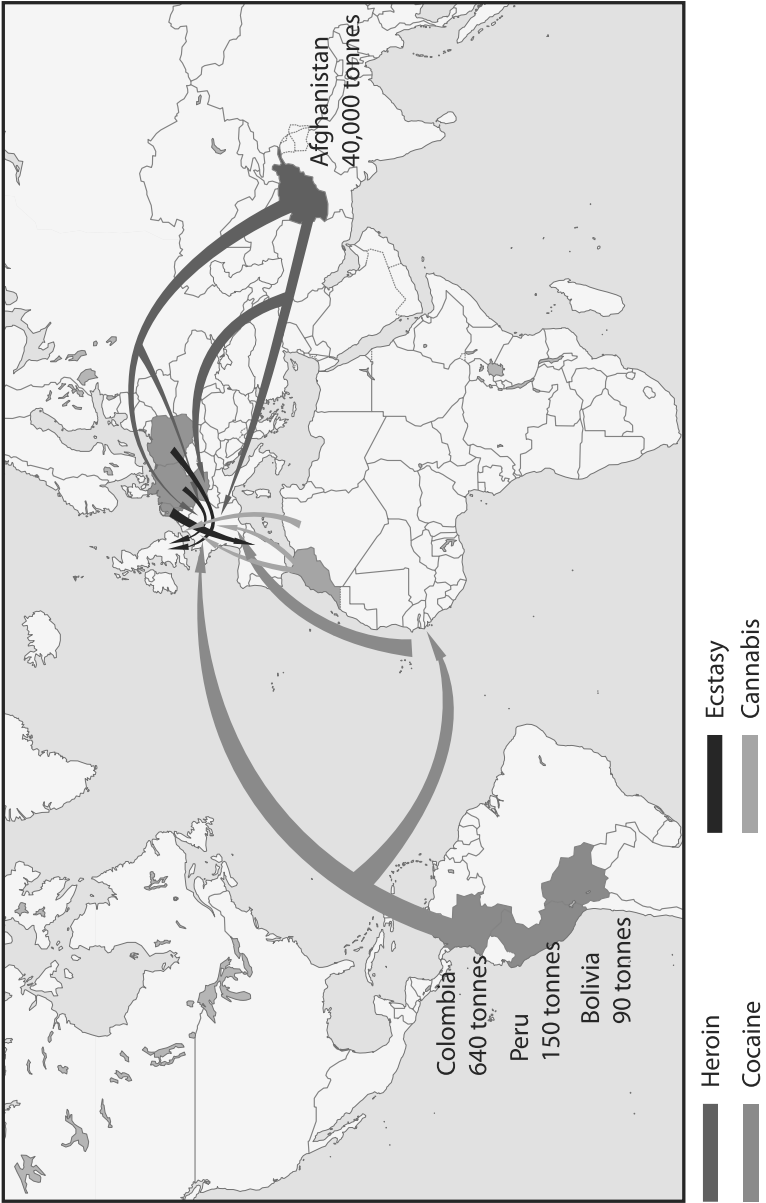 Afghanistan
40,000 tonnes
Colombia
640 tonnes
Peru
150 tonnes
Bolivia
90 tonnes
Heroin
Ecstasy
Cocaine
Cannabis